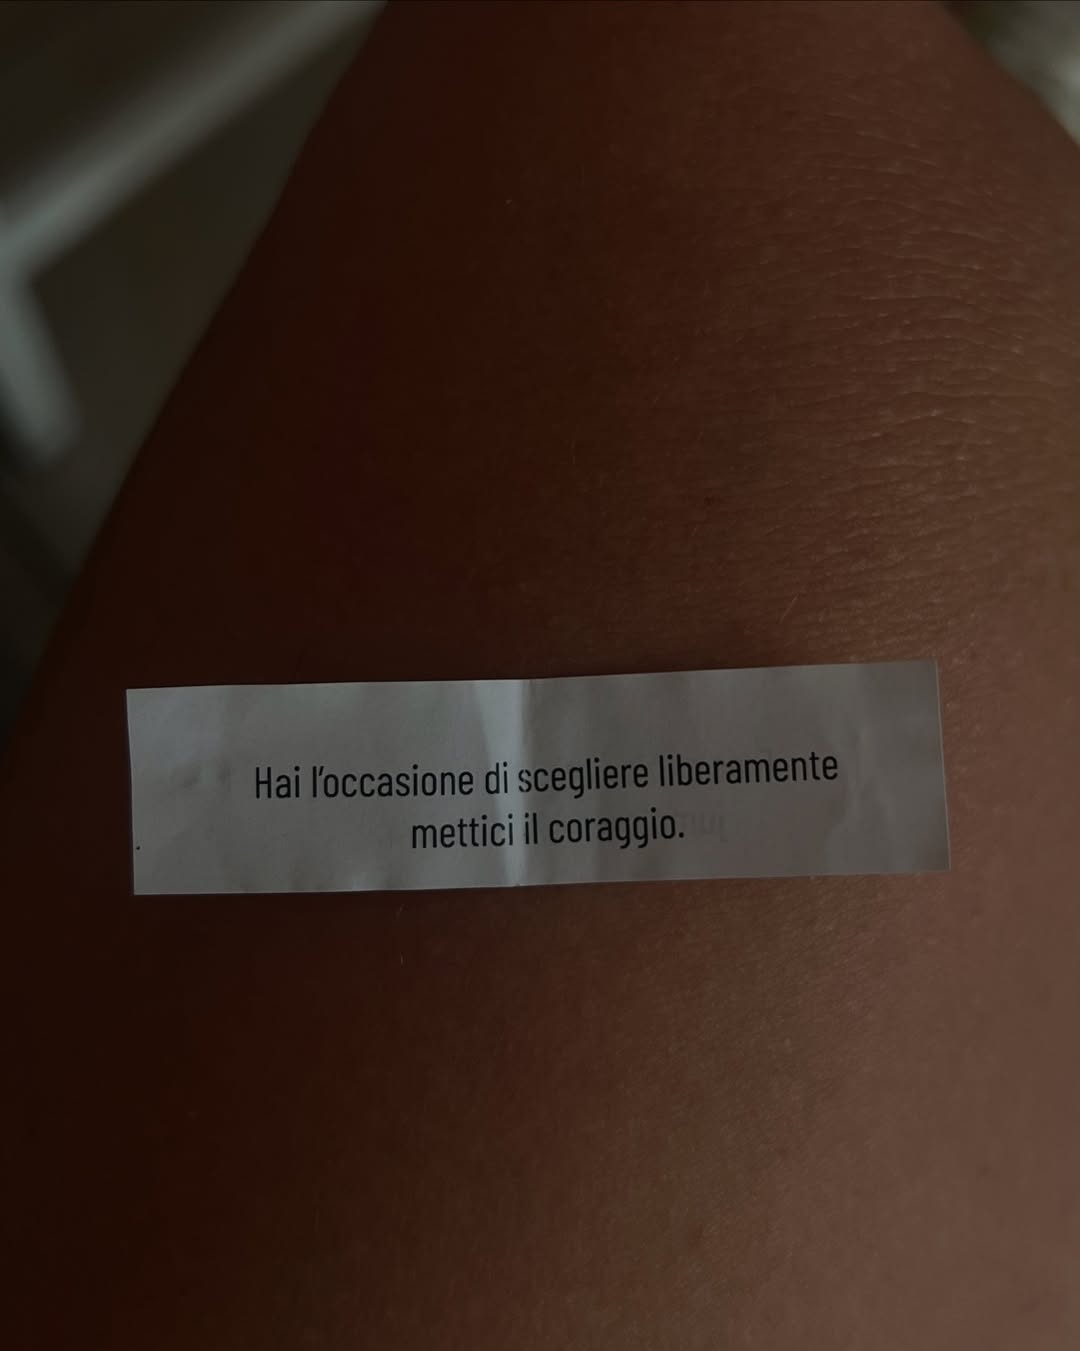 Hai l’occasione di scegliere liberamente
mettici il coraggio.